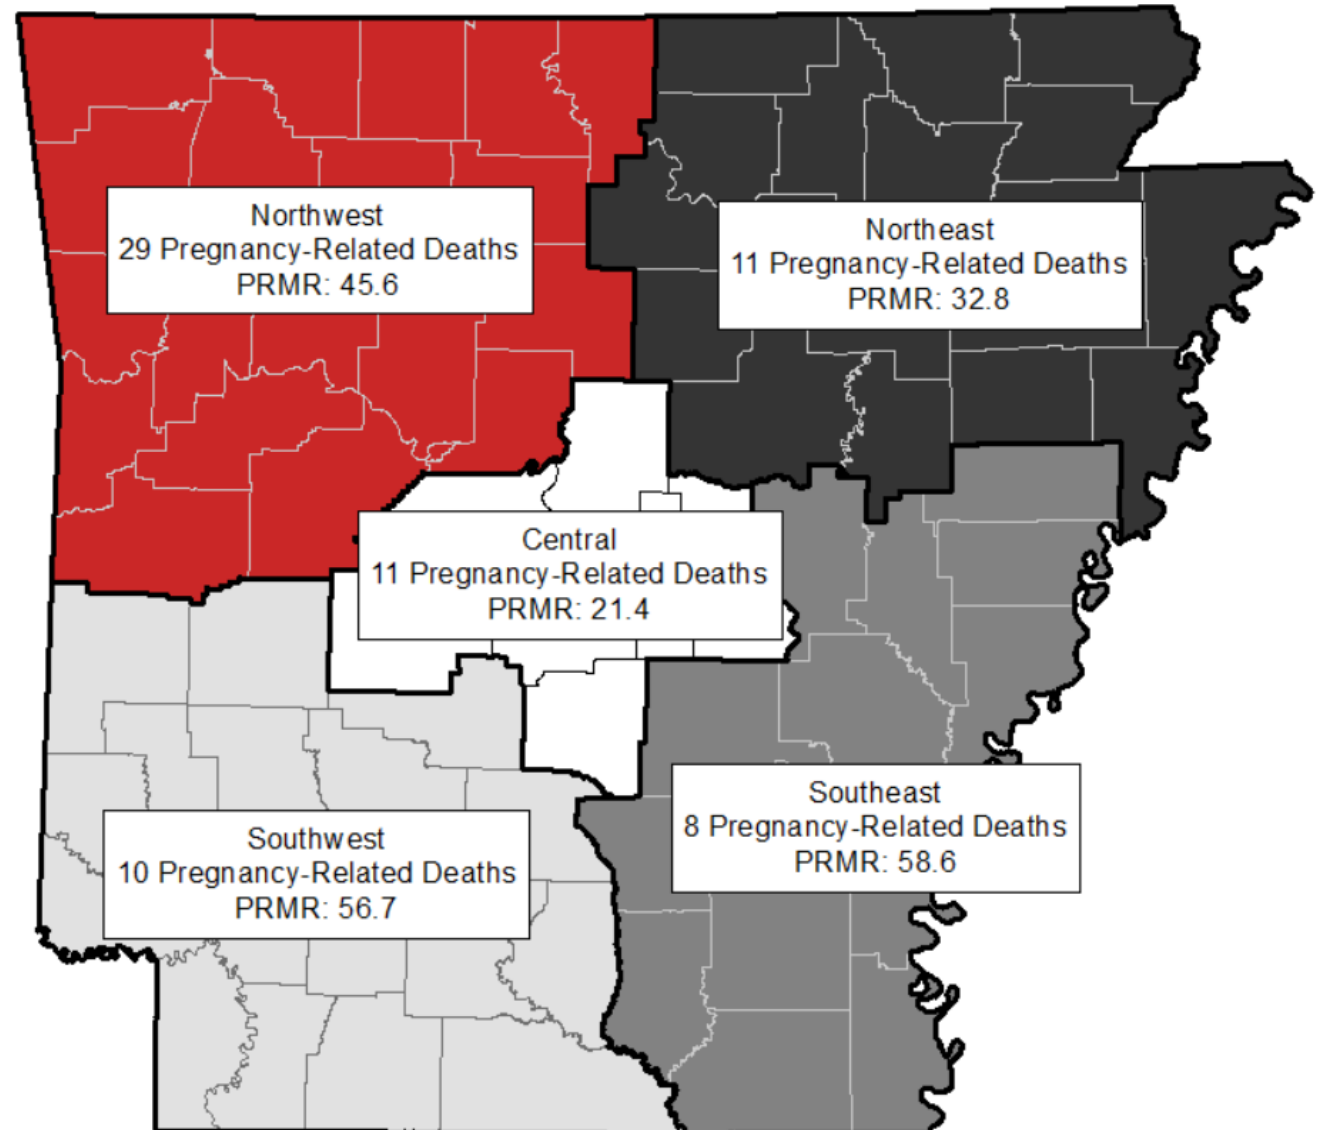 Northwest
29 Pregnancy-Related Deaths
PRMR: 45.6
Northeast
11 Pregnancy-Related Deaths
PRMR: 32.8
Central
11 Pregnancy-Related Deaths
PRMR: 21.4
Southwest
10 Pregnancy-Related Deaths
PRMR: 56.7
Southeast
8 Pregnancy-Related Deaths
PRMR: 58.6